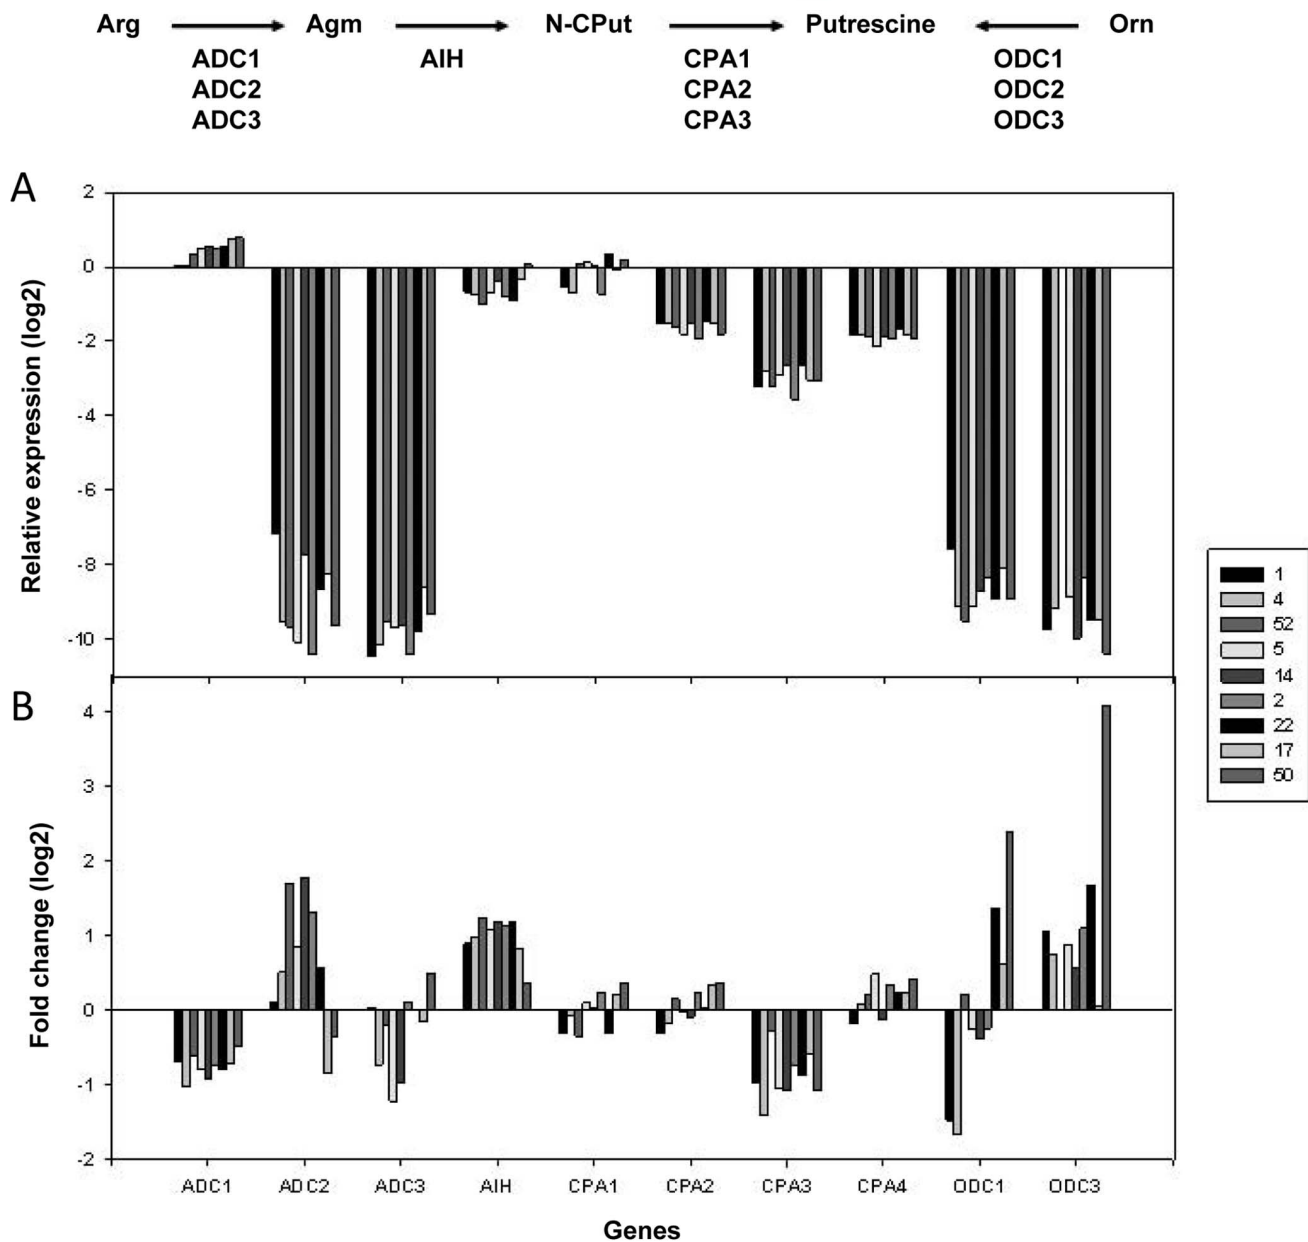 Arg Agm N-CPut Putrescine Orn
ADC1 AIH CPA1 ODC1
ADC2 CPA2 ODC2
ADC3 CPA3 ODC3
A
Relative expression (log2)
2
0
-2
-4
-6
-8
-10
B
Fold change (log2)
4
3
2
1
0
-1
-2
ADC1 ADC2 ADC3 AIH CPA1 CPA2 CPA3 CPA4 ODC1 ODC3
Genes
1
4
52
5
14
2
22
17
50